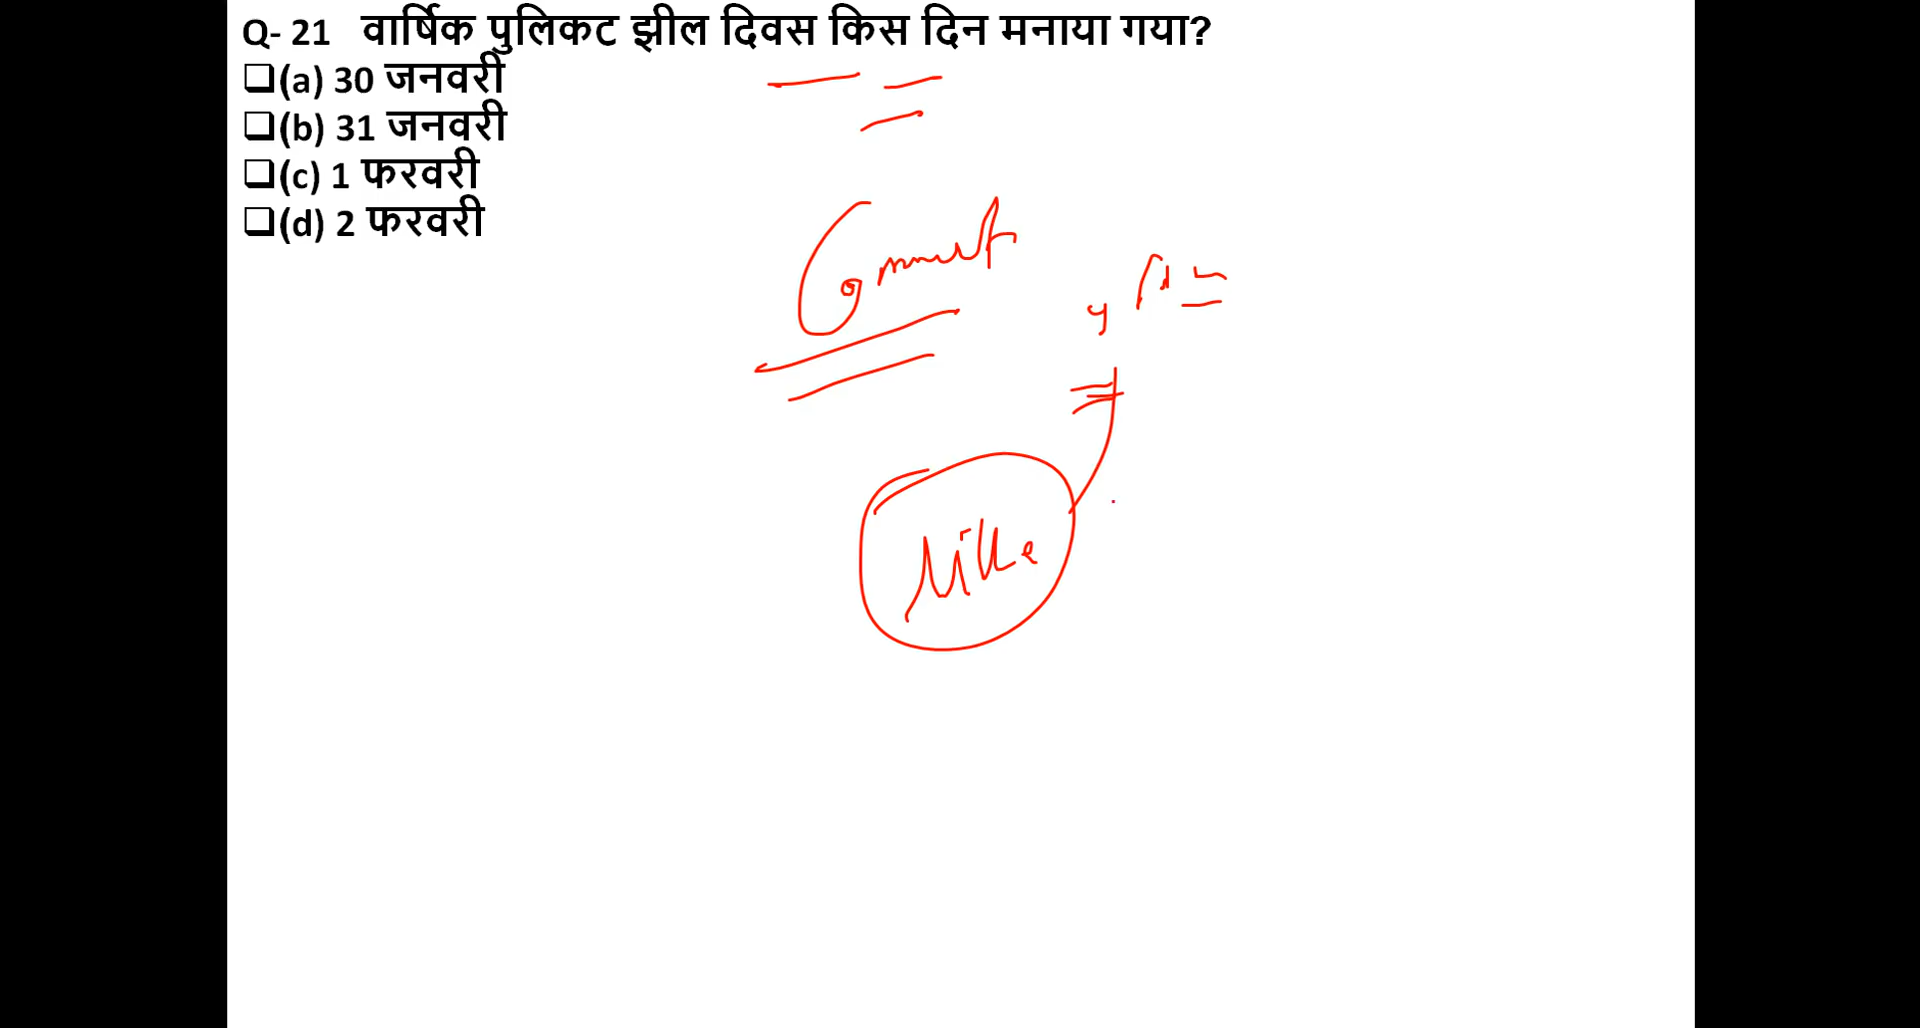 Q- 21 वार्षिक पुलिकट झील दिवस किस दिन मनाया गया?
(a) 30 जनवरी
(b) 31 जनवरी
(c) 1 फरवरी
(d) 2 फरवरी